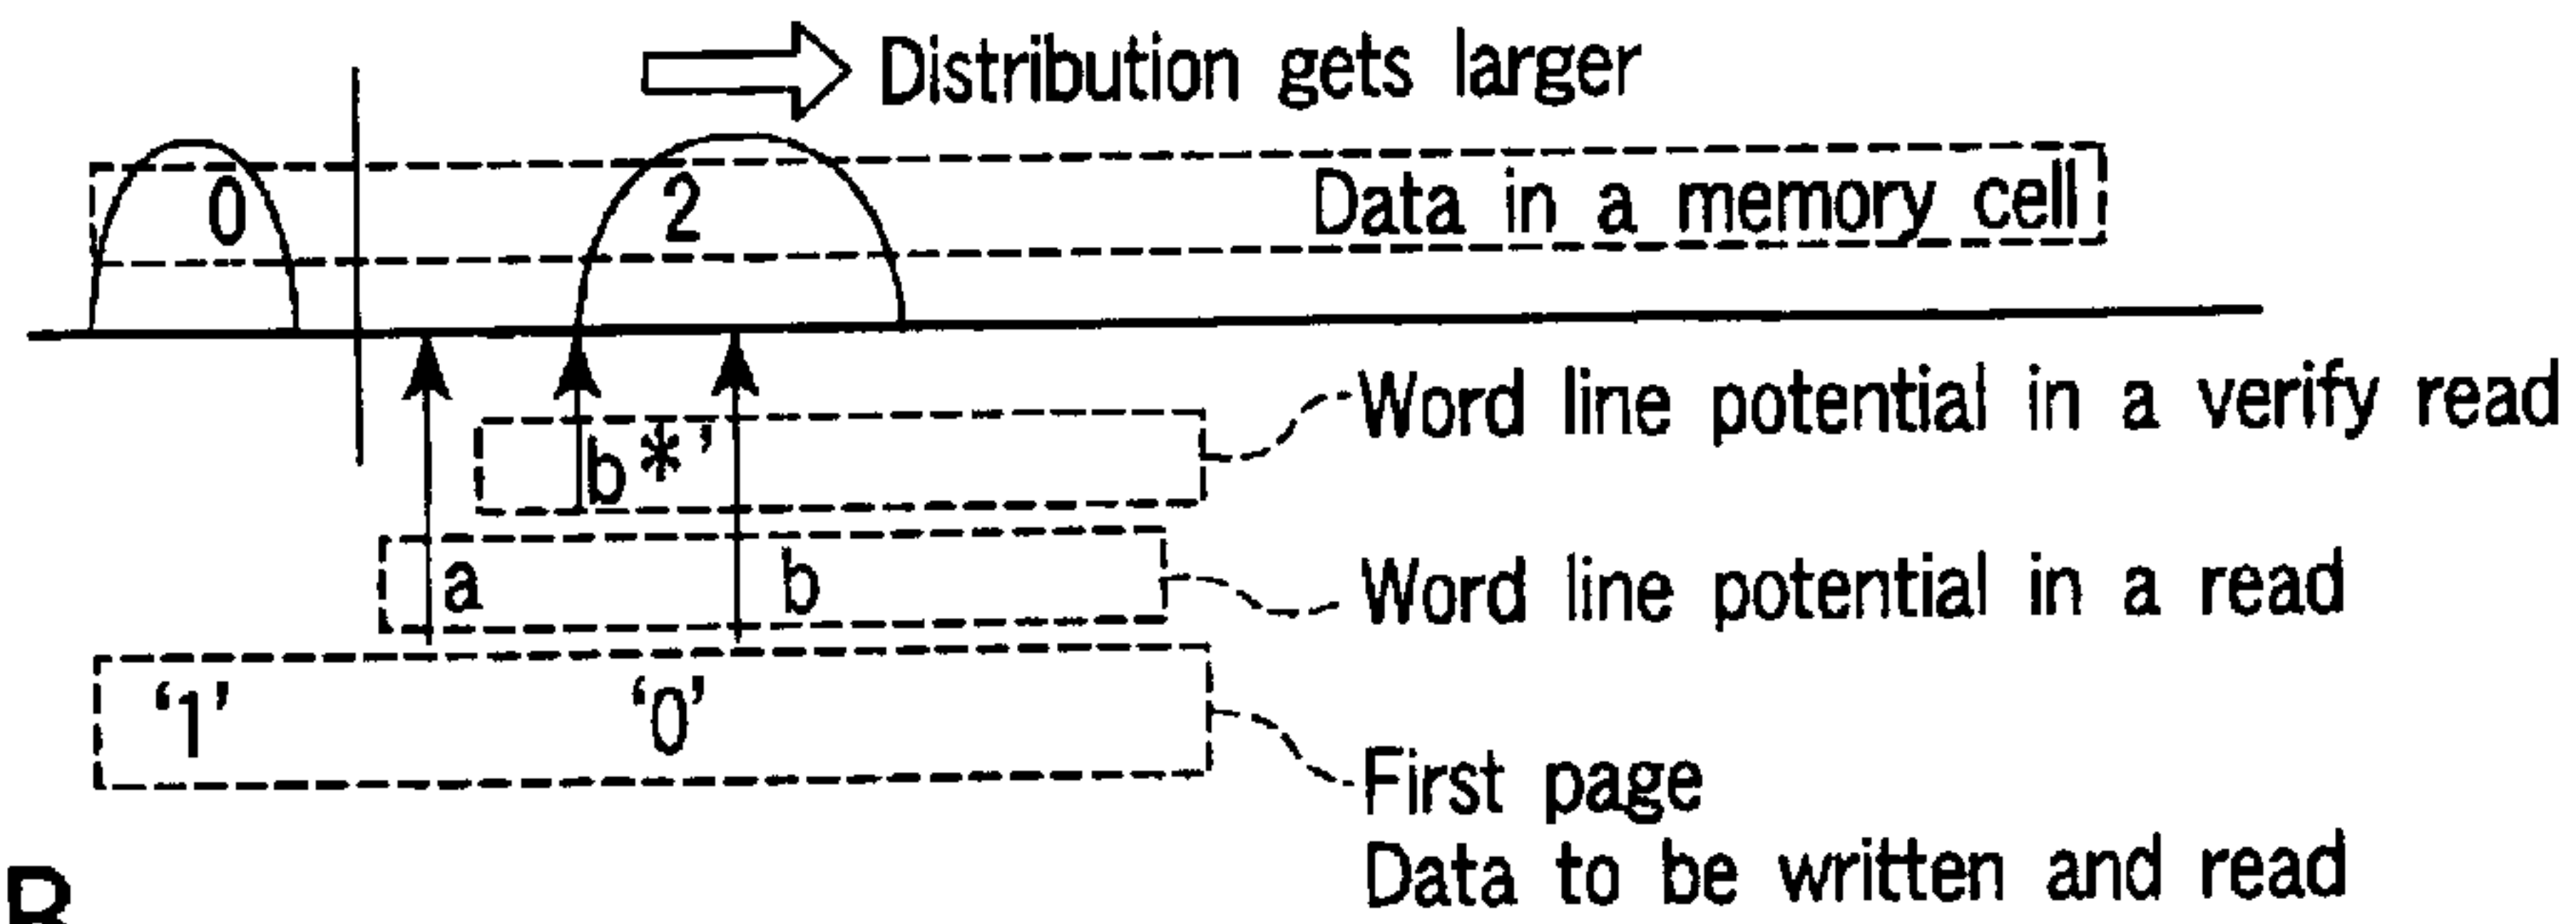 Distribution gets larger
0 2 Data in a memory cell
Word line potential in a verify read
b*'
a b Word line potential in a read
'1' '0'
First page
Data to be written and read
B